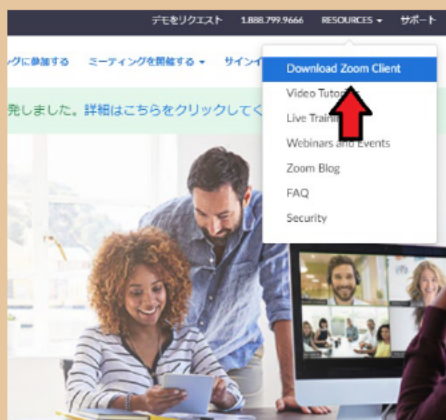 デモをリクエスト 1.888.799.9666 RESOURCES サポート
グに参加する ミーティングを開催する サインイ
発しました。詳細はこちらをクリックしてく
Download Zoom Client
Video Tutorials
Live Training
Webinars and Events
Zoom Blog
FAQ
Security